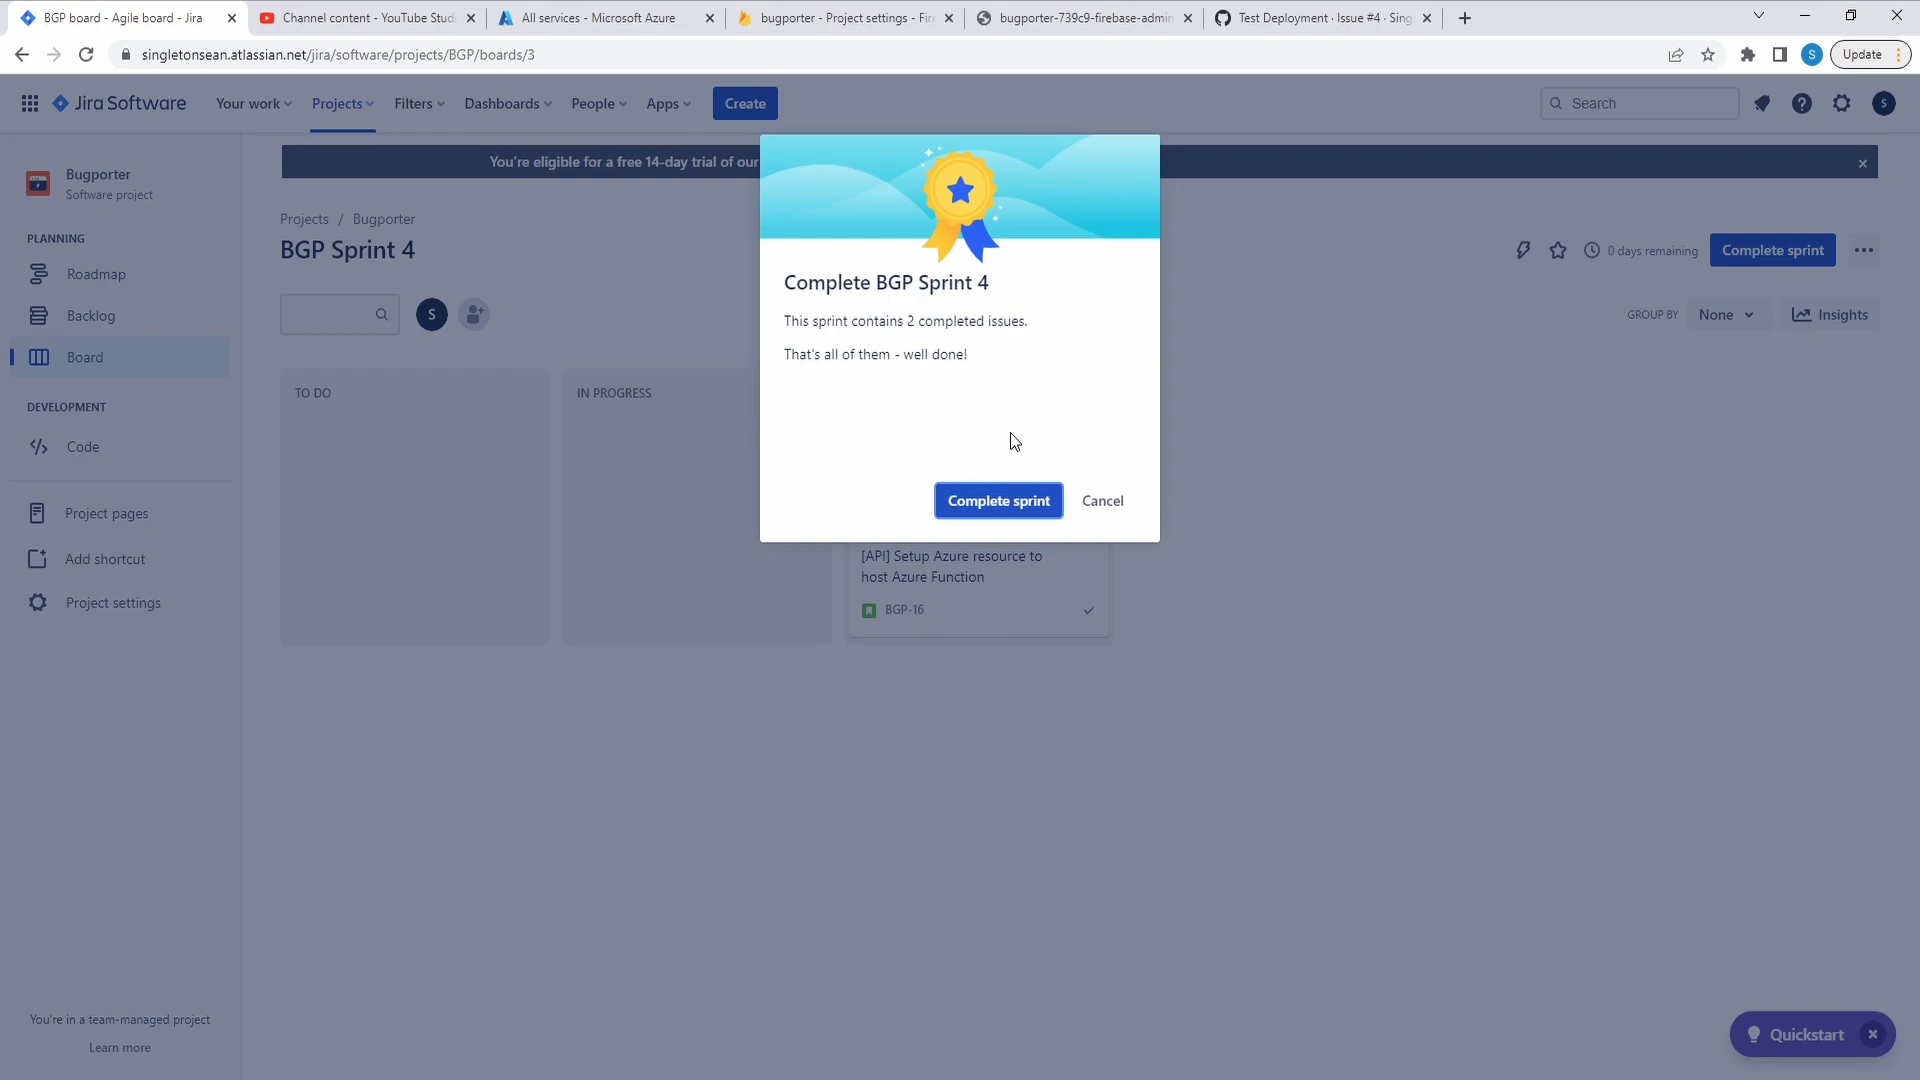 BGP board - Agile board - Jira
Channel content - YouTube Studi
All services - Microsoft Azure
bugporter - Project settings - Fire
bugporter-739c9-firebase-admin
Test Deployment · Issue #4 · Sing
singletonsean.atlassian.net/jira/software/projects/BGP/boards/3
S
Update
Jira Software
Your work
Projects
Filters
Dashboards
People
Apps
Create
Search
S
You're eligible for a free 14-day trial of our
Bugporter
Software project
PLANNING
Roadmap
Backlog
Board
DEVELOPMENT
Code
Project pages
Add shortcut
Project settings
You're in a team-managed project
Learn more
Projects / Bugporter
BGP Sprint 4
0 days remaining
Complete sprint
S
GROUP BY
None
Insights
TO DO
IN PROGRESS
Complete BGP Sprint 4
This sprint contains 2 completed issues.
That's all of them - well done!
Complete sprint
Cancel
[API] Setup Azure resource to
host Azure Function
BGP-16
Quickstart